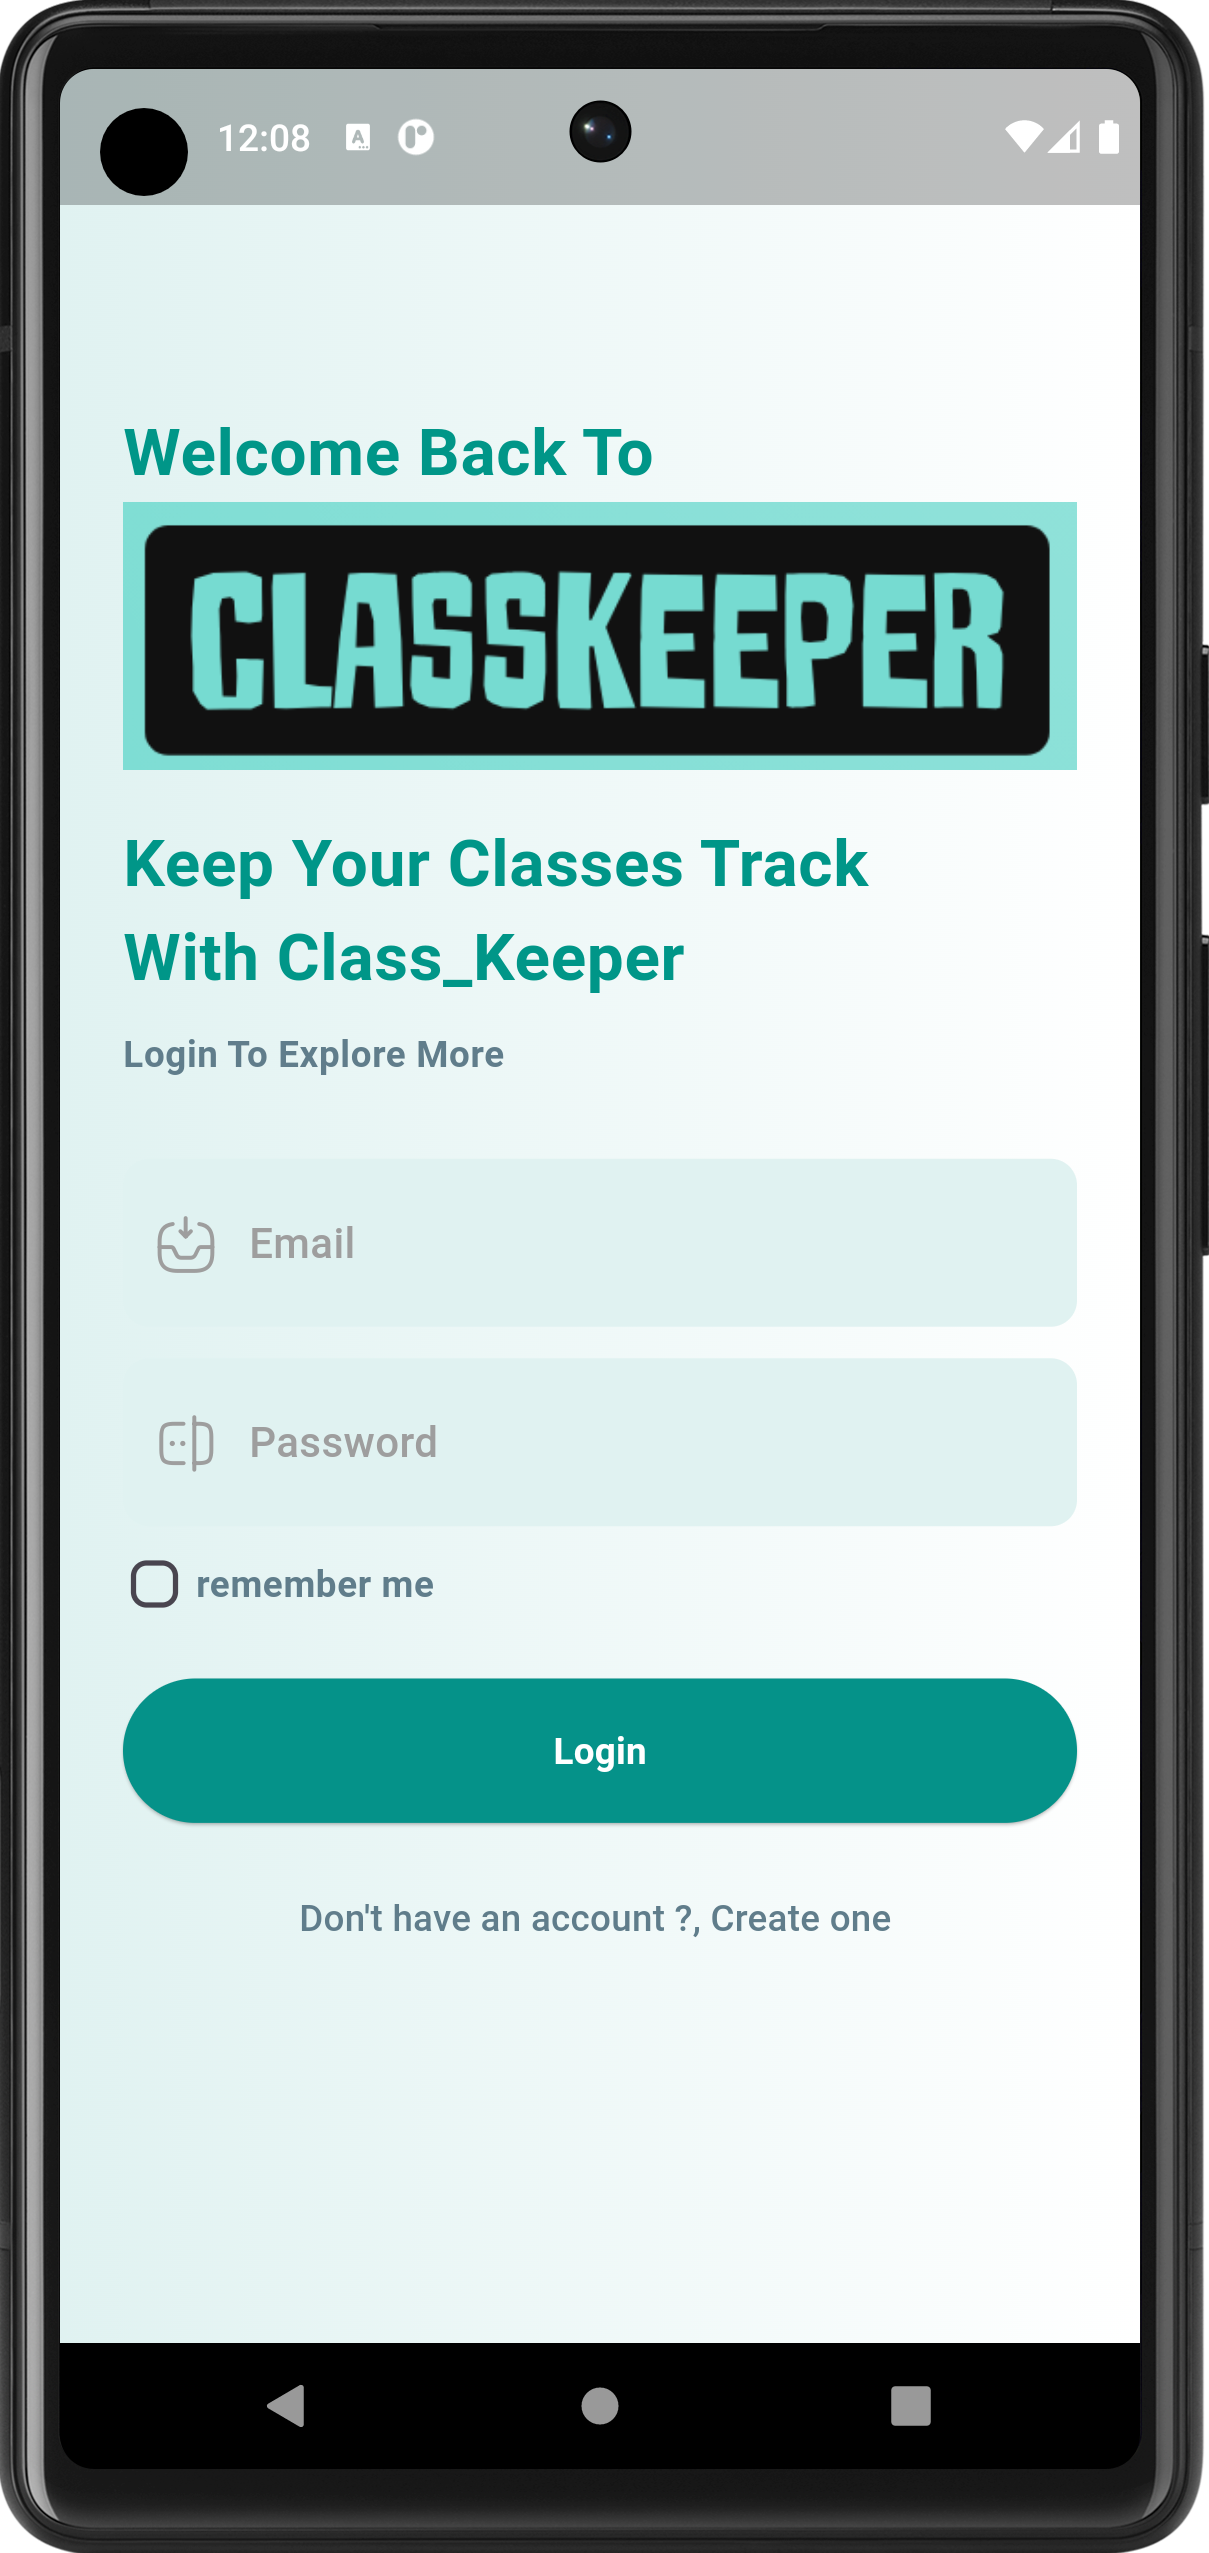 12:08
Welcome Back To
CLASSKEEPER
Keep Your Classes Track
With Class_Keeper
Login To Explore More
Email
Password
remember me
Login
Don't have an account ?, Create one